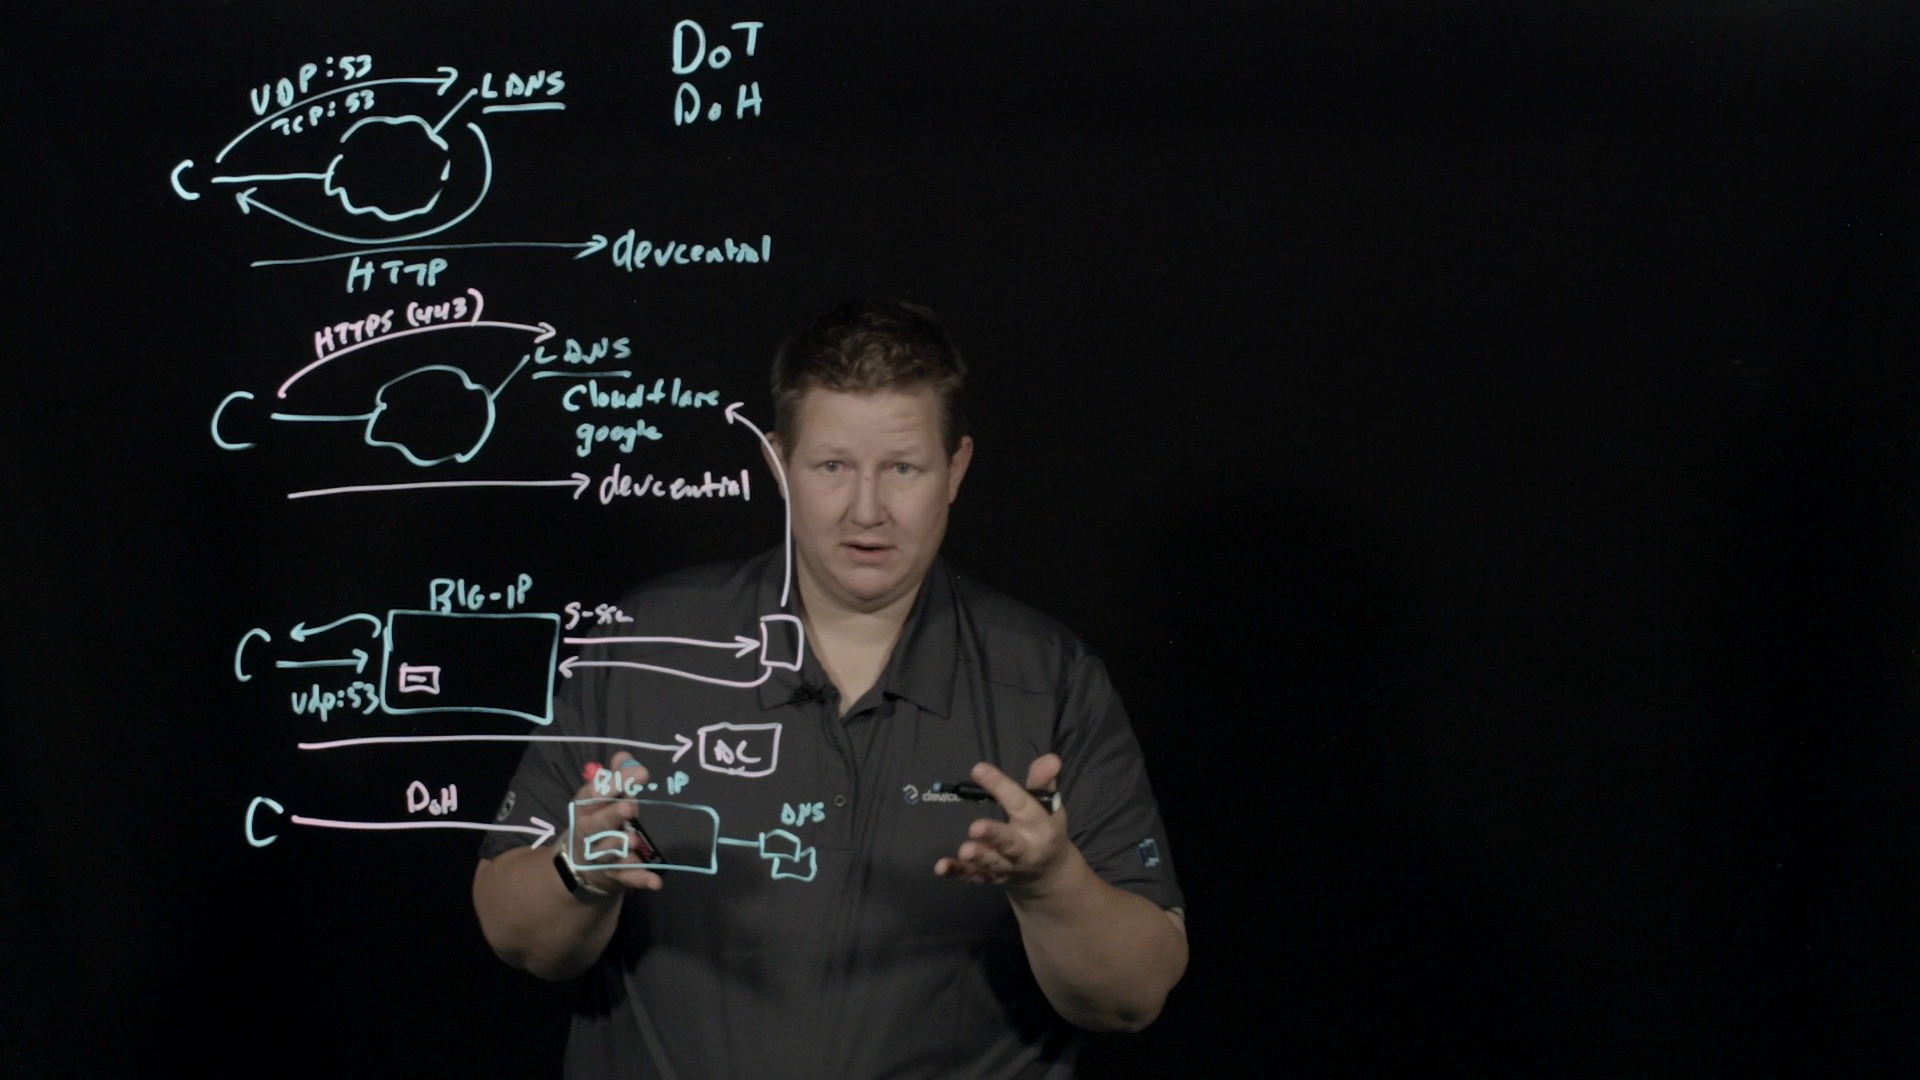 DoT
DoH
UDP:53
TCP:53
LDNS
C
HTTP
devcentral
HTTPS (443)
LDNS
C
Cloudflare
google
devcentral
BIG-IP
C
udp:53
DC
BIG-IP
C
DoH
DNS